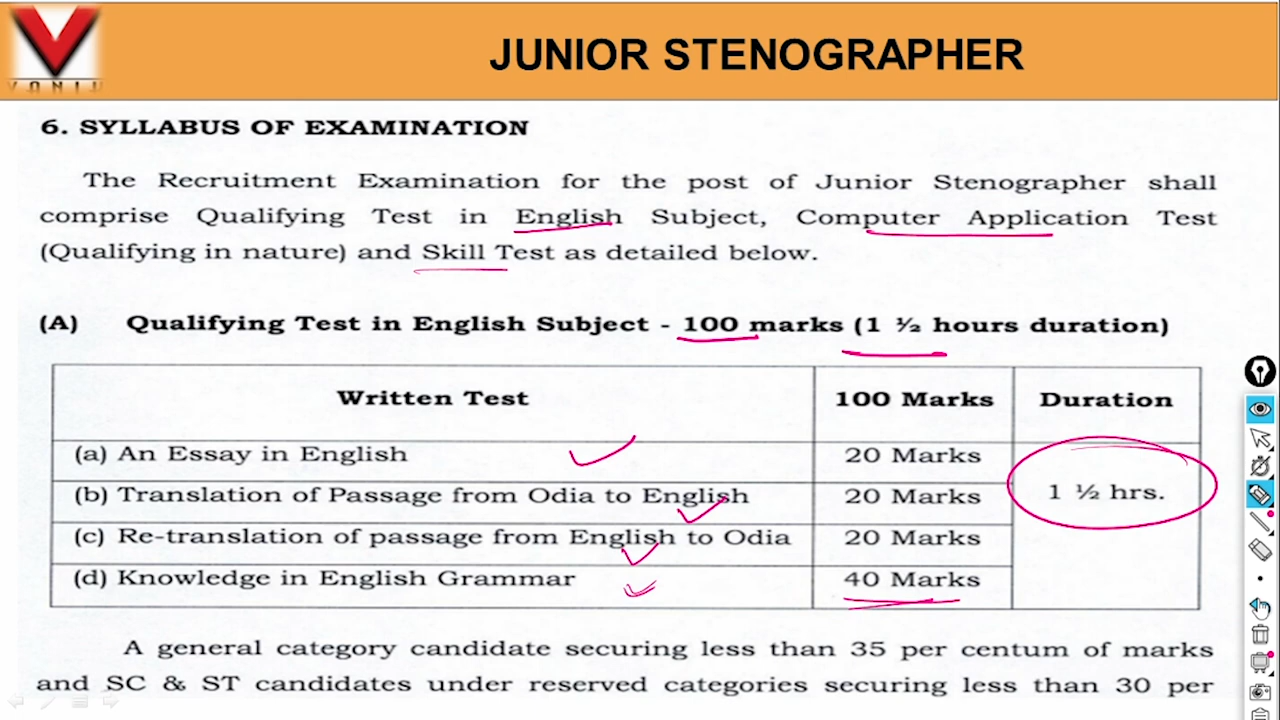 VANIJ
JUNIOR STENOGRAPHER
6. SYLLABUS OF EXAMINATION
The Recruitment Examination for the post of Junior Stenographer shall
comprise Qualifying Test in English Subject, Computer Application Test
(Qualifying in nature) and Skill Test as detailed below.
(A) Qualifying Test in English Subject - 100 marks (1 ½ hours duration)
Written Test 100 Marks Duration
(a) An Essay in English 20 Marks
1 ½ hrs.
(b) Translation of Passage from Odia to English 20 Marks
(c) Re-translation of passage from English to Odia 20 Marks
(d) Knowledge in English Grammar 40 Marks
A general category candidate securing less than 35 per centum of marks
and SC & ST candidates under reserved categories securing less than 30 per